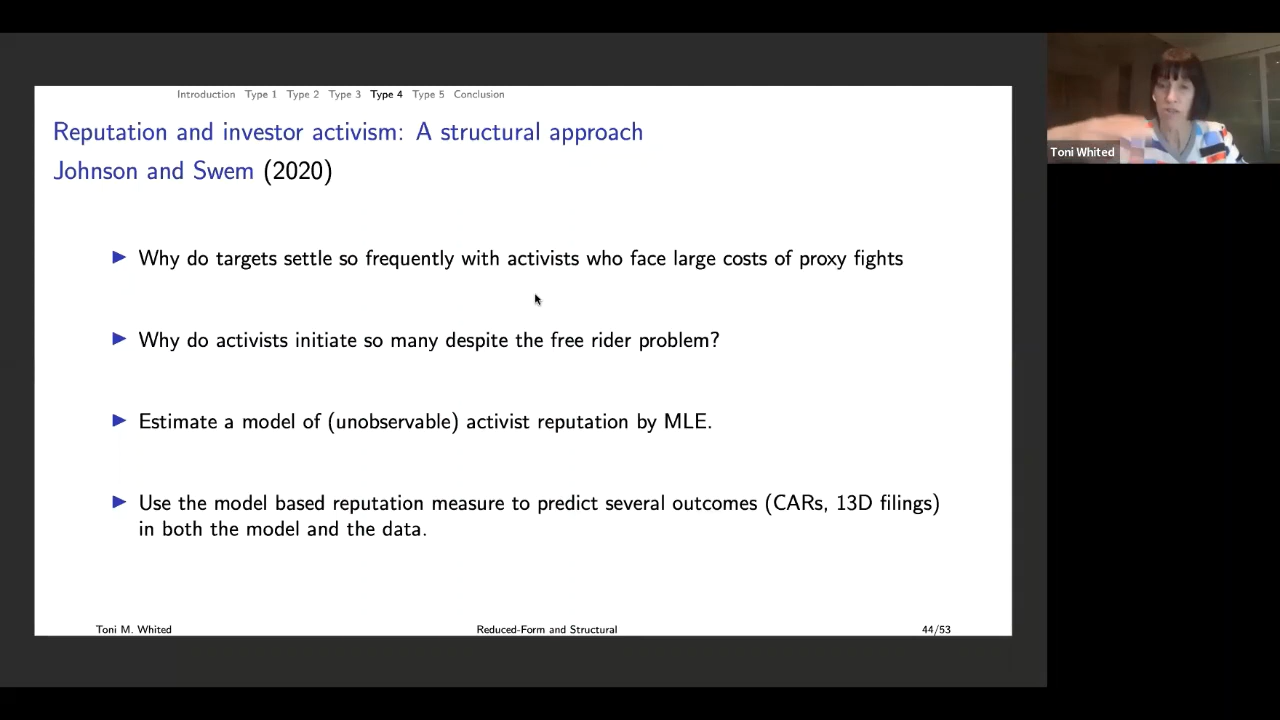 Introduction Type 1 Type 2 Type 3 Type 4 Type 5 Conclusion
Reputation and investor activism: A structural approach
Johnson and Swem (2020)
Why do targets settle so frequently with activists who face large costs of proxy fights
Why do activists initiate so many despite the free rider problem?
Estimate a model of (unobservable) activist reputation by MLE.
Use the model based reputation measure to predict several outcomes (CARs, 13D filings)
in both the model and the data.
Toni M. Whited Reduced-Form and Structural 44/53
Toni Whited